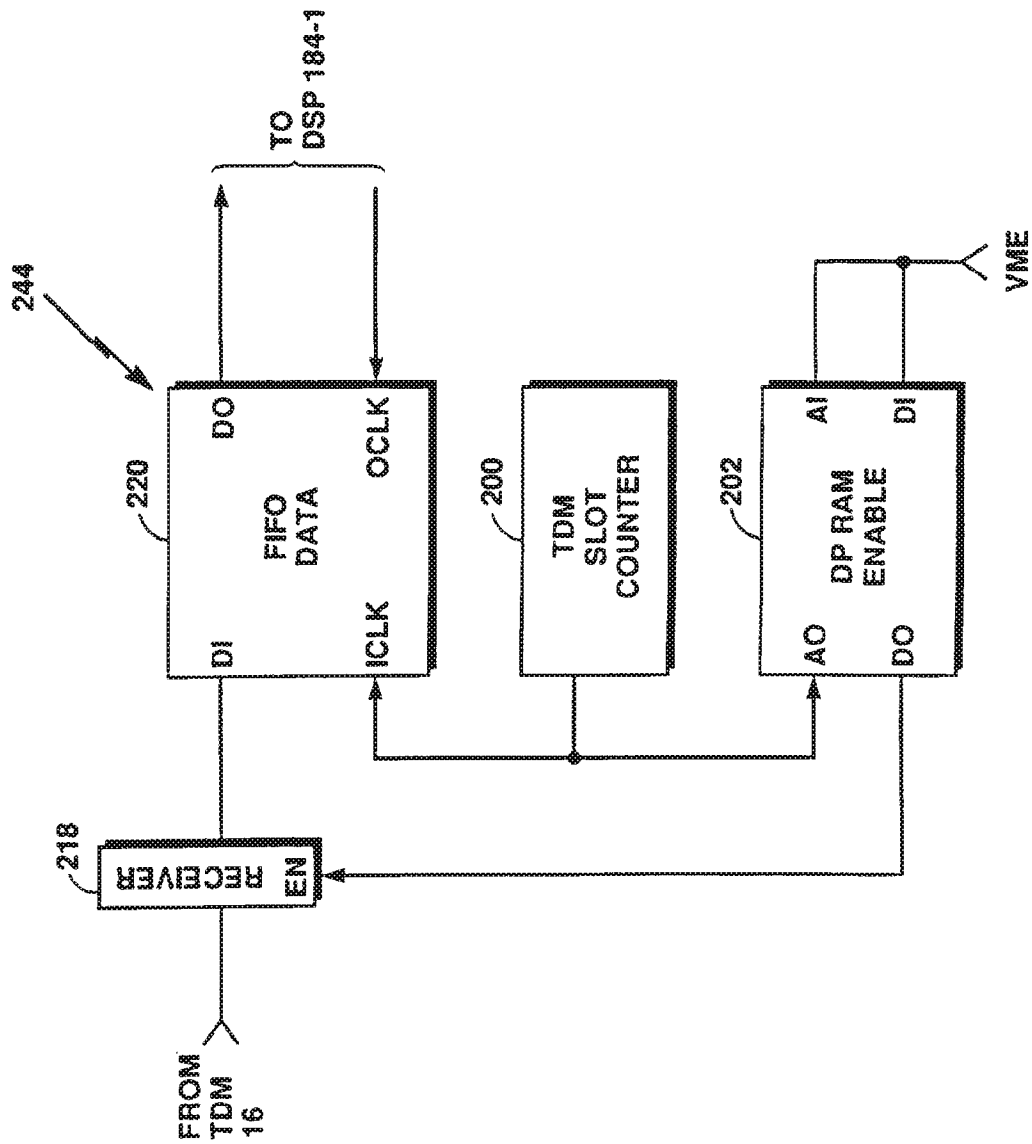 244
TO
DSP 184-1
220
DI
DO
FIFO
DATA
ICLK
OCLK
218
RECEIVER
EN
FROM
TDM
16
200
TDM
SLOT
COUNTER
202
AO
AI
DP RAM
ENABLE
DO
DI
VME